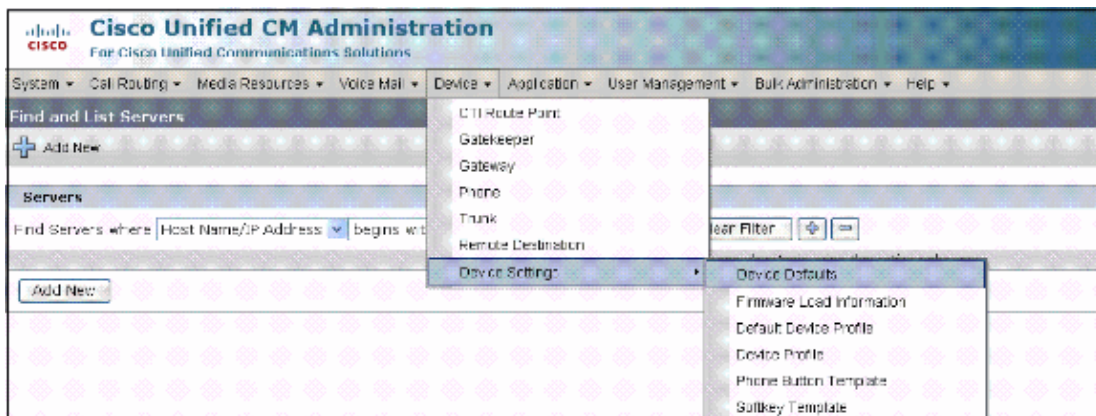 cisco
Cisco Unified CM Administration
For Cisco Unified Communications Solutions
System Call Routing Media Resources Voice Mail Device Application User Management Bulk Administration Help
Find and List Servers
Add New
Servers
Find Servers where Host Name/IP Address begins wit
lear Filter
Add New
CTI Route Point
Gatekeeper
Gateway
Phone
Trunk
Remote Destination
Device Settings
Device Defaults
Firmware Load Information
Default Device Profile
Device Profile
Phone Button Template
Softkey Template